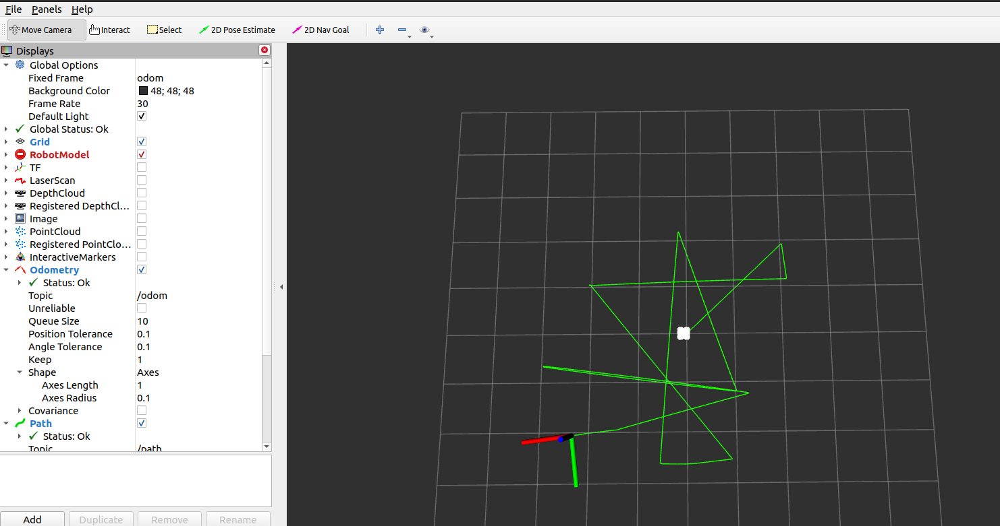 File Panels Help
Move Camera Interact Select 2D Pose Estimate 2D Nav Goal
Displays
Global Options
Fixed Frame odom
Background Color 48; 48; 48
Frame Rate 30
Default Light
Global Status: Ok
Grid
RobotModel
TF
LaserScan
DepthCloud
Registered DepthCl...
Image
PointCloud
Registered PointClo...
InteractiveMarkers
Odometry
Status: Ok
Topic /odom
Unreliable
Queue Size 10
Position Tolerance 0.1
Angle Tolerance 0.1
Keep 1
Shape Axes
Axes Length 1
Axes Radius 0.1
Covariance
Path
Status: Ok
Topic /path
Add Duplicate Remove Rename